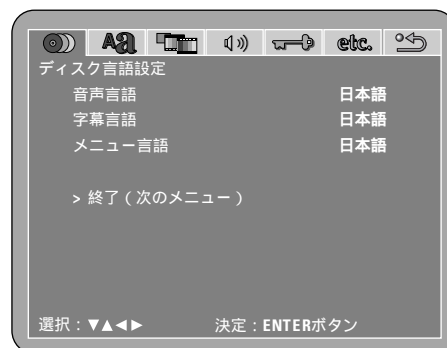 Aあ etc.
ディスク言語設定
音声言語 日本語
字幕言語 日本語
メニュー言語 日本語
> 終了(次のメニュー)
選択:▼▲◀▶ 決定:ENTERボタン